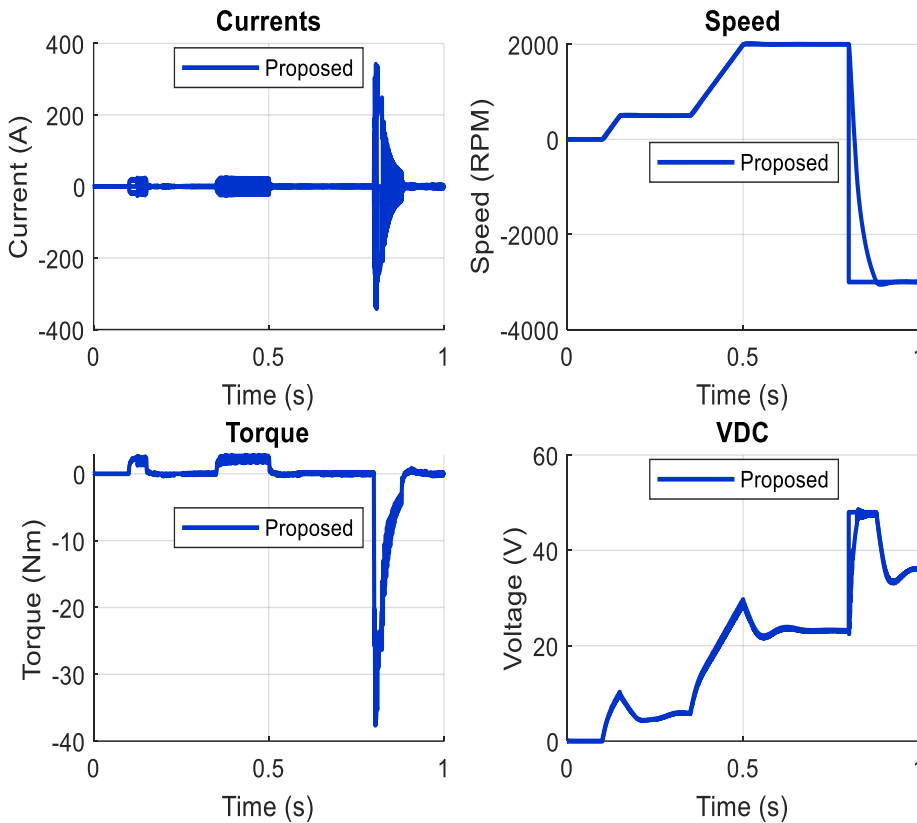 Currents
400
200
0
-200
-400
Current (A)
Proposed
0
0.5
1
Time (s)
Speed
2000
0
-2000
-4000
Speed (RPM)
Proposed
0
0.5
1
Time (s)
Torque
0
-10
-20
-30
-40
Torque (Nm)
Proposed
0
0.5
1
Time (s)
VDC
60
40
20
0
Voltage (V)
Proposed
0
0.5
1
Time (s)